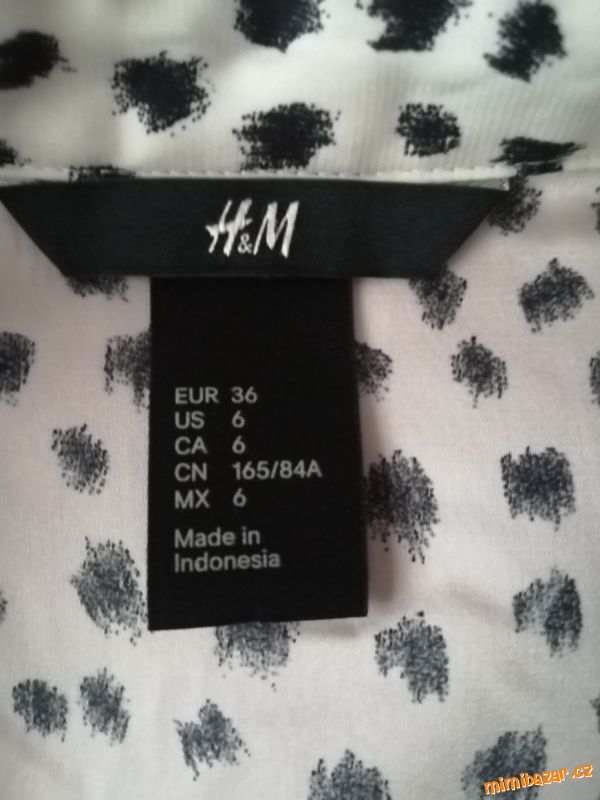 H&M
EUR 36
US 6
CA 6
CN 165/84A
MX 6
Made in
Indonesia
mimibazar.cz